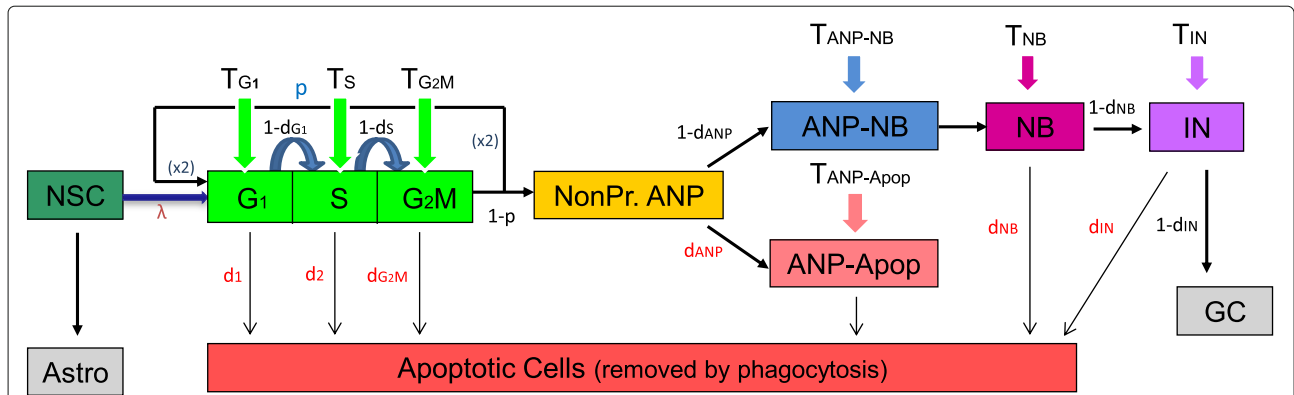 TANP-NB
TNB
TIN
TG1
TS
TG2M
p
(x2)
1-dG1
1-dS
(x2)
1-dANP
ANP-NB
NB
1-dNB
IN
NSC
λ
G1
S
G2M
1-p
NonPr. ANP
TANP-Apop
dANP
ANP-Apop
d1
d2
dG2M
dNB
dIN
1-dIN
GC
Astro
Apoptotic Cells (removed by phagocytosis)